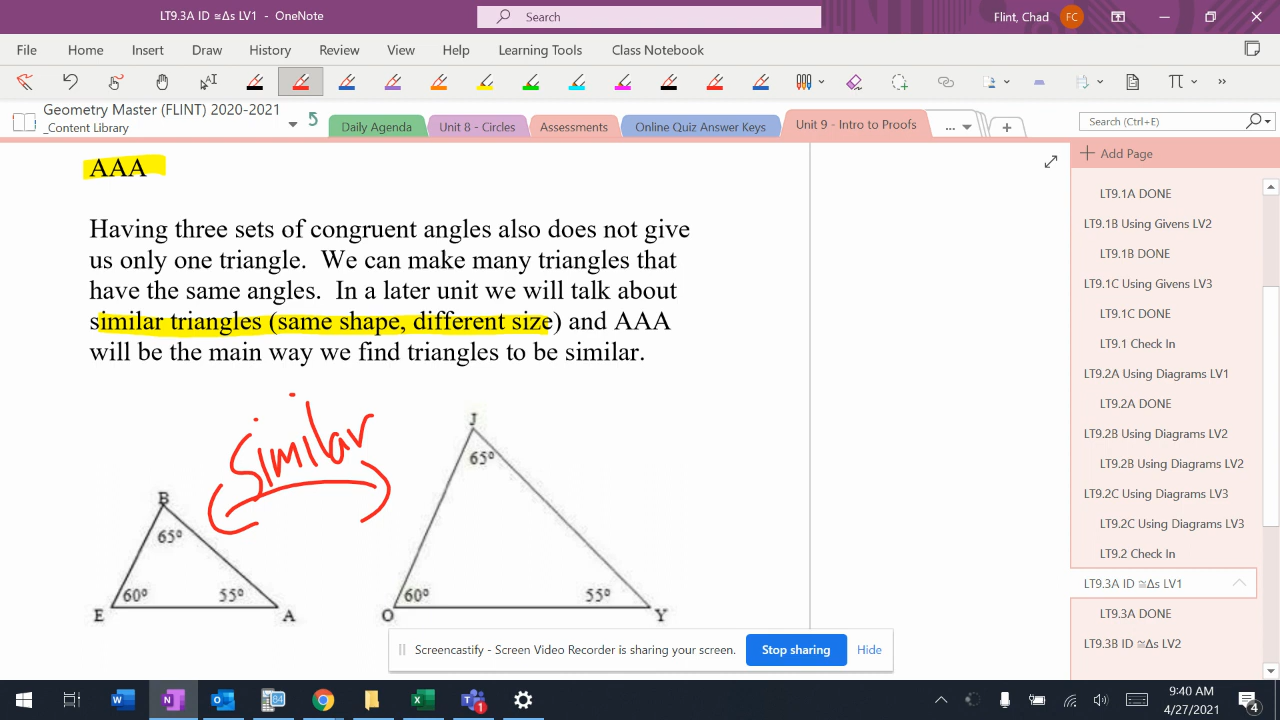 LT9.3A ID ≅Δs LV1 - OneNote
Search
Flint, Chad
FC
File Home Insert Draw History Review View Help Learning Tools Class Notebook
Geometry Master (FLINT) 2020-2021
_Content Library
Daily Agenda
Unit 8 - Circles
Assessments
Online Quiz Answer Keys
Unit 9 - Intro to Proofs
...
Search (Ctrl+E)
Add Page
LT9.1A DONE
LT9.1B Using Givens LV2
LT9.1B DONE
LT9.1C Using Givens LV3
LT9.1C DONE
LT9.1 Check In
LT9.2A Using Diagrams LV1
LT9.2A DONE
LT9.2B Using Diagrams LV2
LT9.2B Using Diagrams LV2
LT9.2C Using Diagrams LV3
LT9.2C Using Diagrams LV3
LT9.2 Check In
LT9.3A ID ≅Δs LV1
LT9.3A DONE
LT9.3B ID ≅Δs LV2
AAA
Having three sets of congruent angles also does not give
us only one triangle. We can make many triangles that
have the same angles. In a later unit we will talk about
similar triangles (same shape, different size) and AAA
will be the main way we find triangles to be similar.
Similar
B
65º
60º
55º
E
A
J
65º
60º
55º
O
Y
Screencastify - Screen Video Recorder is sharing your screen.
Stop sharing
Hide
9:40 AM
4/27/2021
1
4